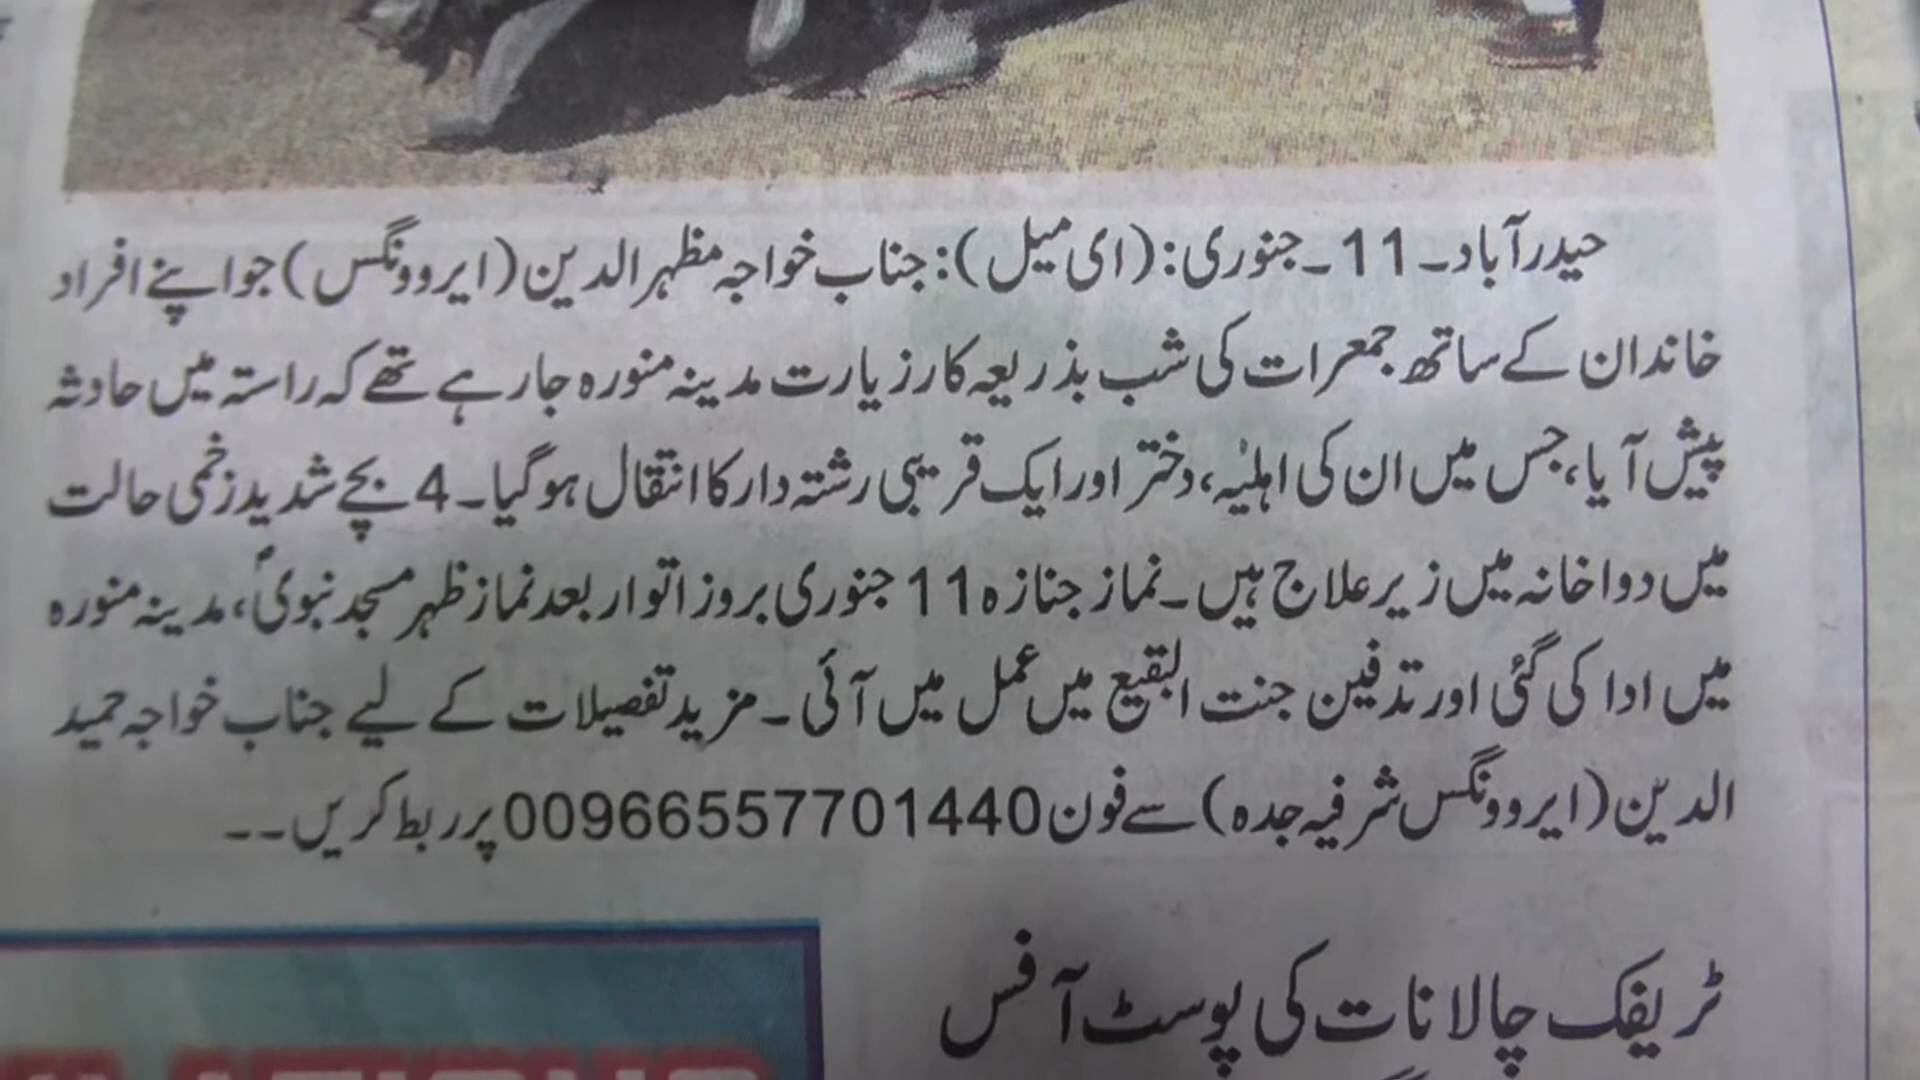 حیدرآباد۔11۔جنوری: (ای میل): جناب خواجہ مظہر الدین (ایروونگس) جو اپنے افراد
خاندان کے ساتھ جمعرات کی شب بذریعہ کار زیارت مدینہ منورہ جارہے تھے کہ راستہ میں حادثہ
پیش آیا، جس میں ان کی اہلیہ، دختر اور ایک قریبی رشتہ دار کا انتقال ہوگیا۔ 4 بچے شدید زخمی حالت
میں دواخانہ میں زیر علاج ہیں۔ نماز جنازہ 11 جنوری بروز اتوار بعد نماز ظہر مسجد نبویؐ، مدینہ منورہ
میں ادا کی گئی اور تدفین جنت البقیع میں عمل میں آئی ۔ مزید تفصیلات کے لیے جناب خواجہ حمید
الدین (ایروونگس شرفیہ جدہ) سے فون 00966557701440 پر ربط کریں۔۔
ٹریفک چالانات کی پوسٹ آفس